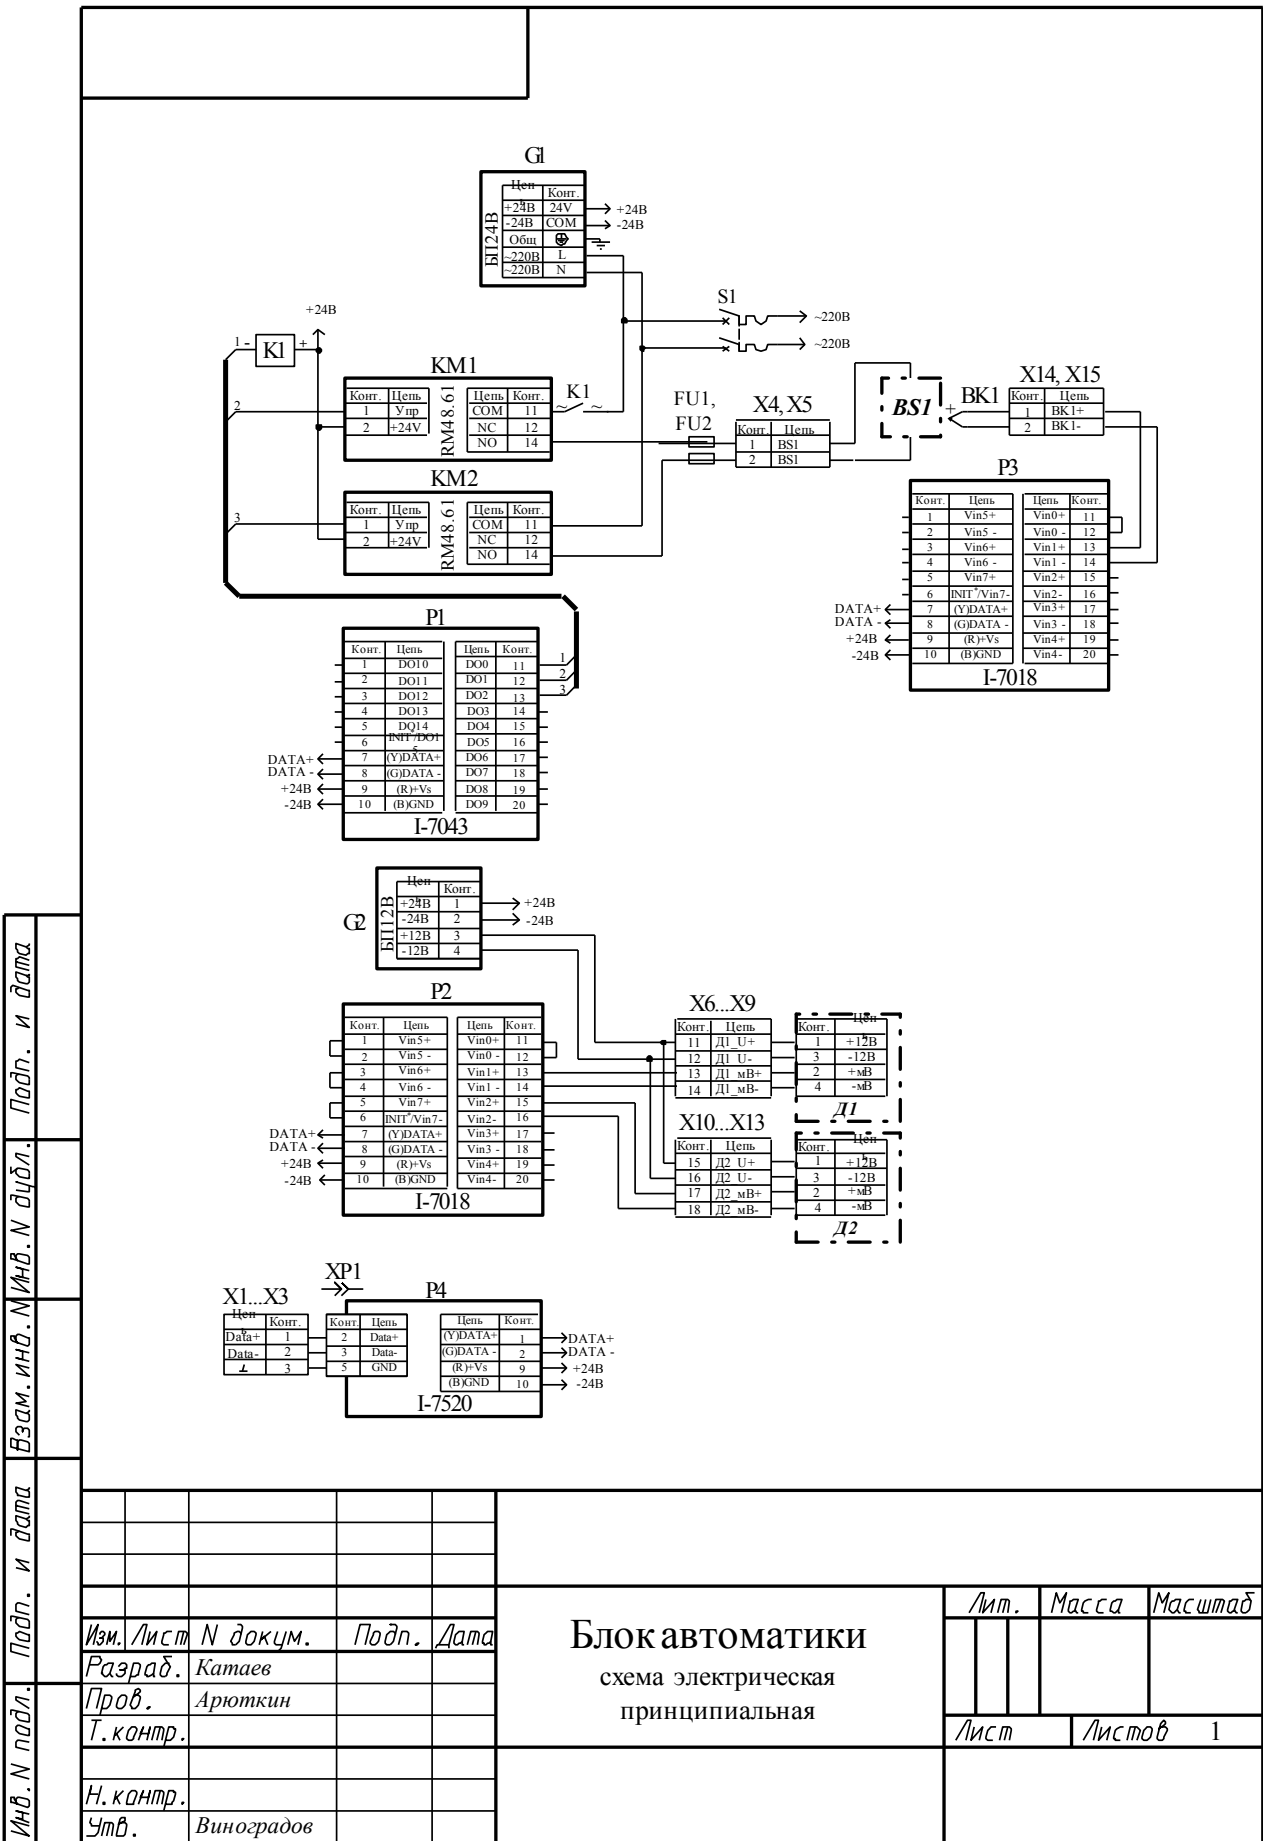 G1
БП24В
Цепь Конт.
+24В 24V +24В
-24В COM -24В
Общ
~220В L
~220В N
S1
~220В
~220В
+24В
1 - K1 +
KM1
2
Конт. Цепь
1 Упр
2 +24V
RM48.61
Цепь Конт.
COM 11
NC 12
NO 14
~ K1 ~
FU1,
FU2
X4, X5
Конт. Цепь
1 BS1
2 BS1
BS1
+ BK1
X14, X15
Конт. Цепь
1 BK1+
2 BK1-
KM2
3
Конт. Цепь
1 Упр
2 +24V
RM48.61
Цепь Конт.
COM 11
NC 12
NO 14
P3
Конт. Цепь Цепь Конт.
1 Vin5+ Vin0+ 11
2 Vin5 - Vin0 - 12
3 Vin6+ Vin1+ 13
4 Vin6 - Vin1 - 14
5 Vin7+ Vin2+ 15
6 INIT*/Vin7- Vin2- 16
DATA+ 7 (Y)DATA+ Vin3+ 17
DATA - 8 (G)DATA - Vin3 - 18
+24В 9 (R)+Vs Vin4+ 19
-24В 10 (B)GND Vin4- 20
I-7018
P1
Конт. Цепь Цепь Конт.
1 DO10 DO0 11 1
2 DO11 DO1 12 2
3 DO12 DO2 13 3
4 DO13 DO3 14
5 DO14 DO4 15
6 INIT*/DO15 DO5 16
DATA+ 7 (Y)DATA+ DO6 17
DATA - 8 (G)DATA - DO7 18
+24В 9 (R)+Vs DO8 19
-24В 10 (B)GND DO9 20
I-7043
G2
БП12В
Цепь Конт.
+24В 1 +24В
-24В 2 -24В
+12В 3
-12В 4
P2
Конт. Цепь Цепь Конт.
1 Vin5+ Vin0+ 11
2 Vin5 - Vin0 - 12
3 Vin6+ Vin1+ 13
4 Vin6 - Vin1 - 14
5 Vin7+ Vin2+ 15
6 INIT*/Vin7- Vin2- 16
DATA+ 7 (Y)DATA+ Vin3+ 17
DATA - 8 (G)DATA - Vin3 - 18
+24В 9 (R)+Vs Vin4+ 19
-24В 10 (B)GND Vin4- 20
I-7018
X6...X9
Конт. Цепь
11 Д1_U+
12 Д1_U-
13 Д1_мВ+
14 Д1_мВ-
Конт. Цепь
1 +12В
3 -12В
2 +мВ
4 -мВ
Д1
X10...X13
Конт. Цепь
15 Д2_U+
16 Д2_U-
17 Д2_мВ+
18 Д2_мВ-
Конт. Цепь
1 +12В
3 -12В
2 +мВ
4 -мВ
Д2
X1...X3
Цепь Конт.
Data+ 1
Data- 2
⊥ 3
XP1
P4
Конт. Цепь
2 Data+
3 Data-
5 GND
Цепь Конт.
(Y)DATA+ 1 DATA+
(G)DATA - 2 DATA -
(R)+Vs 9 +24В
(B)GND 10 -24В
I-7520
Подп. и дата
Инв. N дубл.
Взам. инв. N
Подп. и дата
Инв. N подл.
Изм. Лист N докум. Подп. Дата
Разраб. Катаев
Пров. Арюткин
Т.контр.
Н.контр.
Утв. Виноградов
Блок автоматики
схема электрическая
принципиальная
Лит. Масса Масштаб
Лист Листов 1